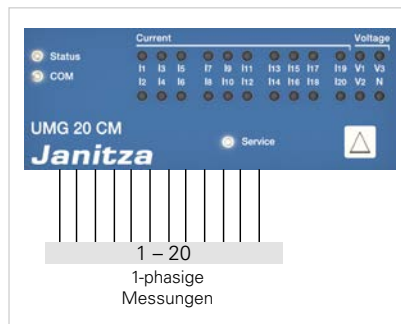 Current
Voltage
Status
COM
I1 I3 I5 I7 I9 I11 I13 I15 I17 I19 V1 V3
I2 I4 I6 I8 I10 I12 I14 I16 I18 I20 V2 N
UMG 20 CM
Service
Janitza
1 – 20
1-phasige
Messungen